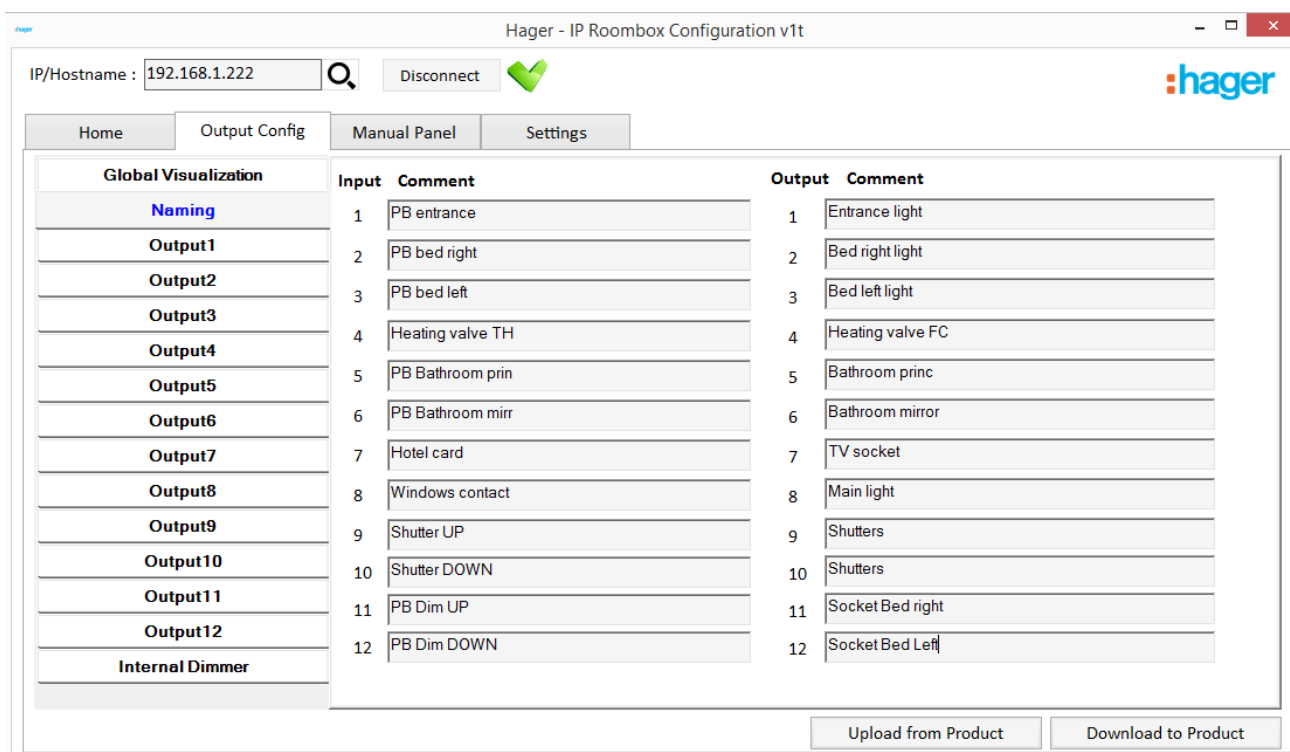 hager
Hager - IP Roombox Configuration v1t
IP/Hostname : 192.168.1.222 Disconnect
:hager
Home Output Config Manual Panel Settings
Global Visualization
Naming
Output1
Output2
Output3
Output4
Output5
Output6
Output7
Output8
Output9
Output10
Output11
Output12
Internal Dimmer
Input Comment Output Comment
1 PB entrance 1 Entrance light
2 PB bed right 2 Bed right light
3 PB bed left 3 Bed left light
4 Heating valve TH 4 Heating valve FC
5 PB Bathroom prin 5 Bathroom princ
6 PB Bathroom mirr 6 Bathroom mirror
7 Hotel card 7 TV socket
8 Windows contact 8 Main light
9 Shutter UP 9 Shutters
10 Shutter DOWN 10 Shutters
11 PB Dim UP 11 Socket Bed right
12 PB Dim DOWN 12 Socket Bed Left
Upload from Product Download to Product